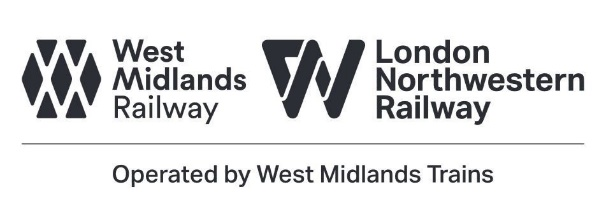 West
Midlands
Railway
London
Northwestern
Railway
Operated by West Midlands Trains